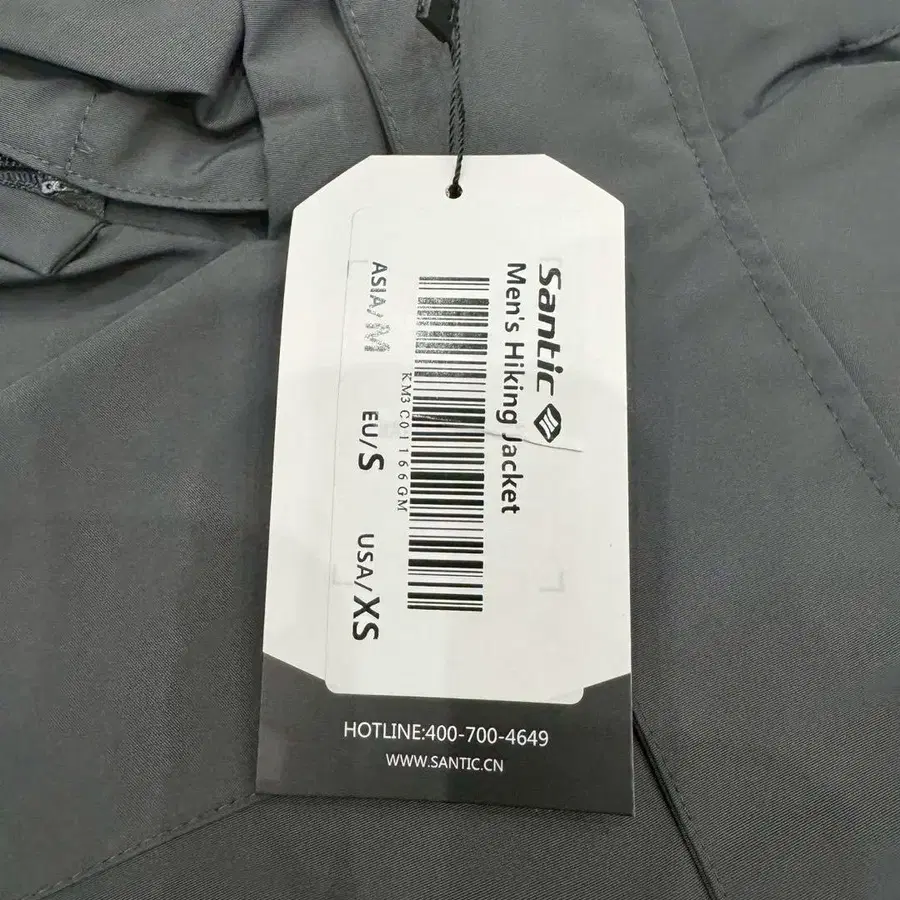 Santic
Men's Hiking Jacket
KM3C01166GM
ASIA/M EU/S USA/XS
HOTLINE:400-700-4649
WWW.SANTIC.CN